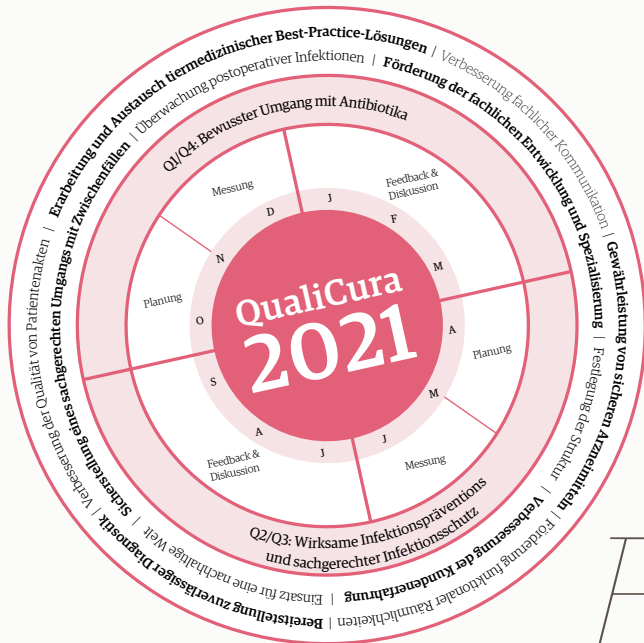 Erarbeitung und Austausch tiermedizinischer Best-Practice-Lösungen | Verbesserung fachlicher Kommunikation | Gewährleistung von sicheren Arzneimitteln | Förderung funktionaler Räumlichkeiten | Bereitstellung zuverlässiger Diagnostik | Verbesserung der Qualität von Patientenakten |
Überwachung postoperativer Infektionen | Förderung der fachlichen Entwicklung und Spezialisierung | Festlegung der Struktur | Verbesserung der Kundenerfahrung | Einsatz für eine nachhaltige Welt | Sicherstellung eines sachgerechten Umgangs mit Zwischenfällen |
Q1/Q4: Bewusster Umgang mit Antibiotika
Messung
Feedback &
Diskussion
Planung
Planung
Feedback &
Diskussion
Messung
J
F
M
A
M
J
J
A
S
O
N
D
QualiCura
2021
Q2/Q3: Wirksame Infektionspräventions
und sachgerechter Infektionsschutz